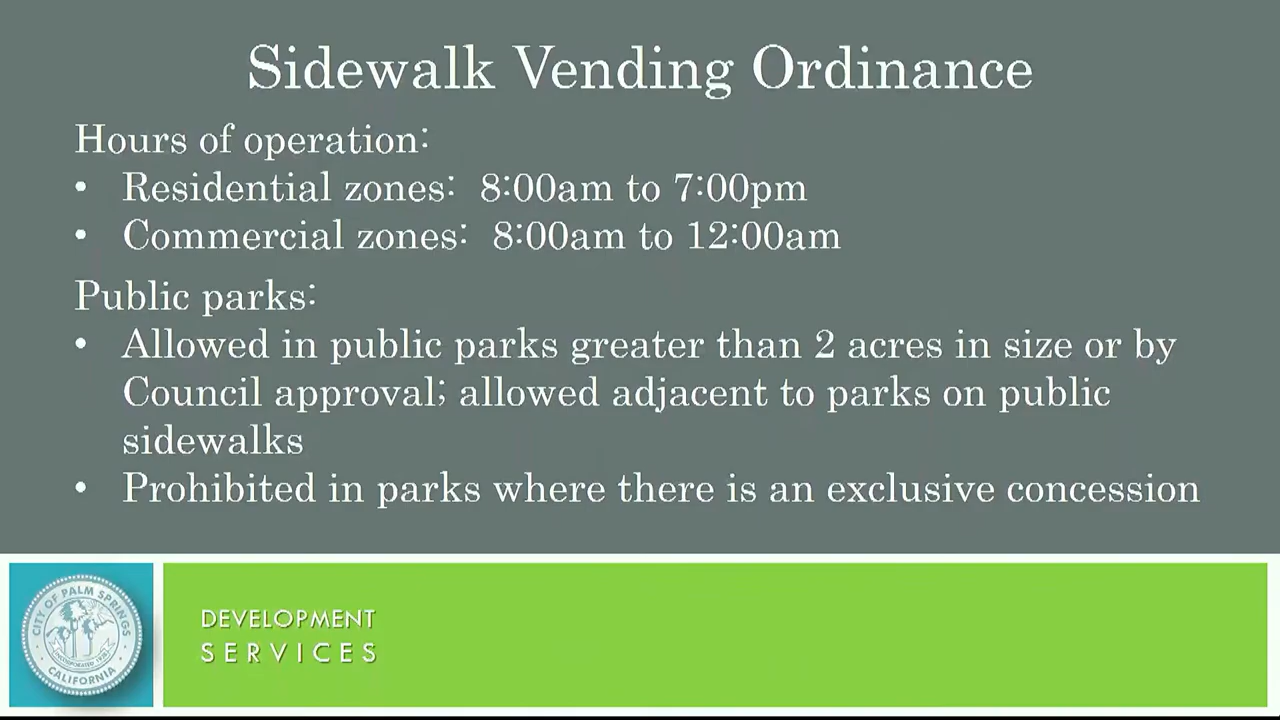 Sidewalk Vending Ordinance
Hours of operation:
• Residential zones: 8:00am to 7:00pm
• Commercial zones: 8:00am to 12:00am
Public parks:
• Allowed in public parks greater than 2 acres in size or by
Council approval; allowed adjacent to parks on public
sidewalks
• Prohibited in parks where there is an exclusive concession
CITY OF PALM SPRINGS
CALIFORNIA
DEVELOPMENT
SERVICES